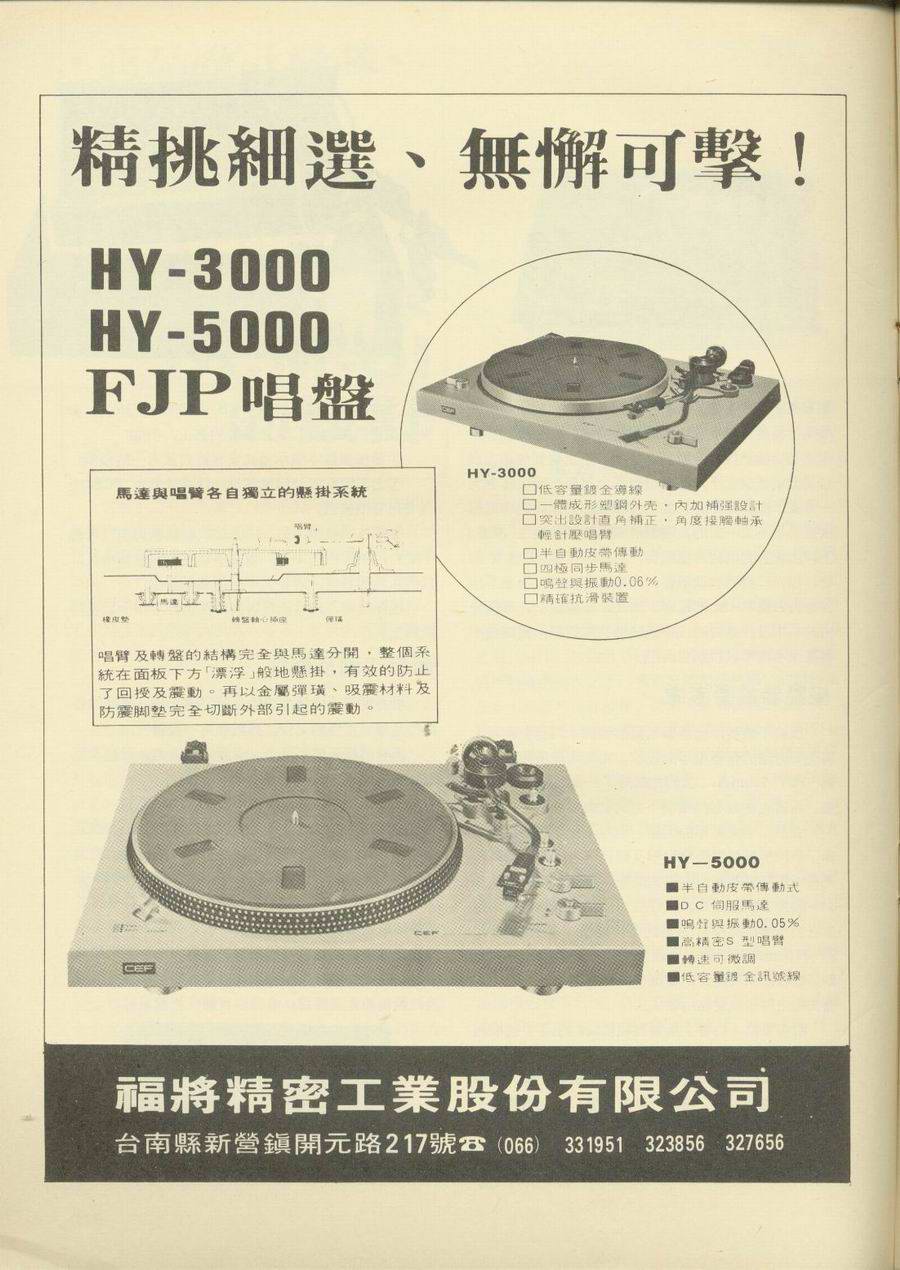 精挑細選、無懈可擊!
HY-3000
HY-5000
FJP唱盤
CEF
HY-3000
□低容量鍍金導線
□一體成形塑鋼外壳，內加補强設計
□突出設計直角補正，角度接觸軸承
輕針壓唱臂
□半自動皮帶傳動
□四極同步馬達
□鳴聲與振動0.06%
□精確抗滑裝置
馬達與唱臂各自獨立的懸掛系統
唱臂
馬達
橡皮墊 轉盤軸心插座 彈璜
唱臂及轉盤的結構完全與馬達分開，整個系
統在面板下方「漂浮」般地懸掛，有效的防止
了回授及震動。再以金屬彈璜、吸震材料及
防震脚墊完全切斷外部引起的震動。
CEF
CEF
HY—5000
■半自動皮帶傳動式
■DC 伺服馬達
■鳴聲與振動0.05%
■高精密S 型唱臂
■轉速可微調
■低容量鍍金訊號線
福將精密工業股份有限公司
台南縣新營鎭開元路217號☎(066) 331951 323856 327656